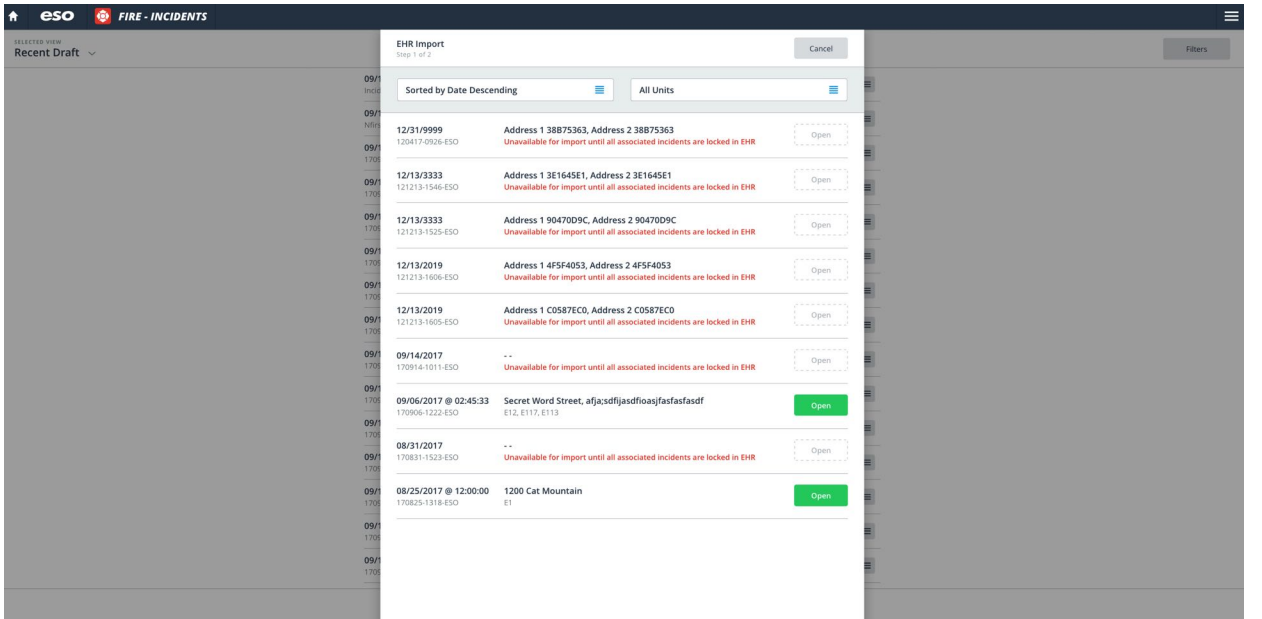 eso FIRE - INCIDENTS
SELECTED VIEW
Recent Draft
Filters
EHR Import
Step 1 of 2
Cancel
Sorted by Date Descending
All Units
12/31/9999 Address 1 38B75363, Address 2 38B75363 Open
120417-0926-ESO Unavailable for import until all associated incidents are locked in EHR
12/13/3333 Address 1 3E1645E1, Address 2 3E1645E1 Open
121213-1546-ESO Unavailable for import until all associated incidents are locked in EHR
12/13/3333 Address 1 90470D9C, Address 2 90470D9C Open
121213-1525-ESO Unavailable for import until all associated incidents are locked in EHR
12/13/2019 Address 1 4F5F4053, Address 2 4F5F4053 Open
121213-1606-ESO Unavailable for import until all associated incidents are locked in EHR
12/13/2019 Address 1 C0587EC0, Address 2 C0587EC0 Open
121213-1605-ESO Unavailable for import until all associated incidents are locked in EHR
09/14/2017 - - Open
170914-1011-ESO Unavailable for import until all associated incidents are locked in EHR
09/06/2017 @ 02:45:33 Secret Word Street, afja;sdfijasdfioasjfasfasfasdf Open
170906-1222-ESO E12, E117, E113
08/31/2017 - - Open
170831-1523-ESO Unavailable for import until all associated incidents are locked in EHR
08/25/2017 @ 12:00:00 1200 Cat Mountain Open
170825-1318-ESO E1